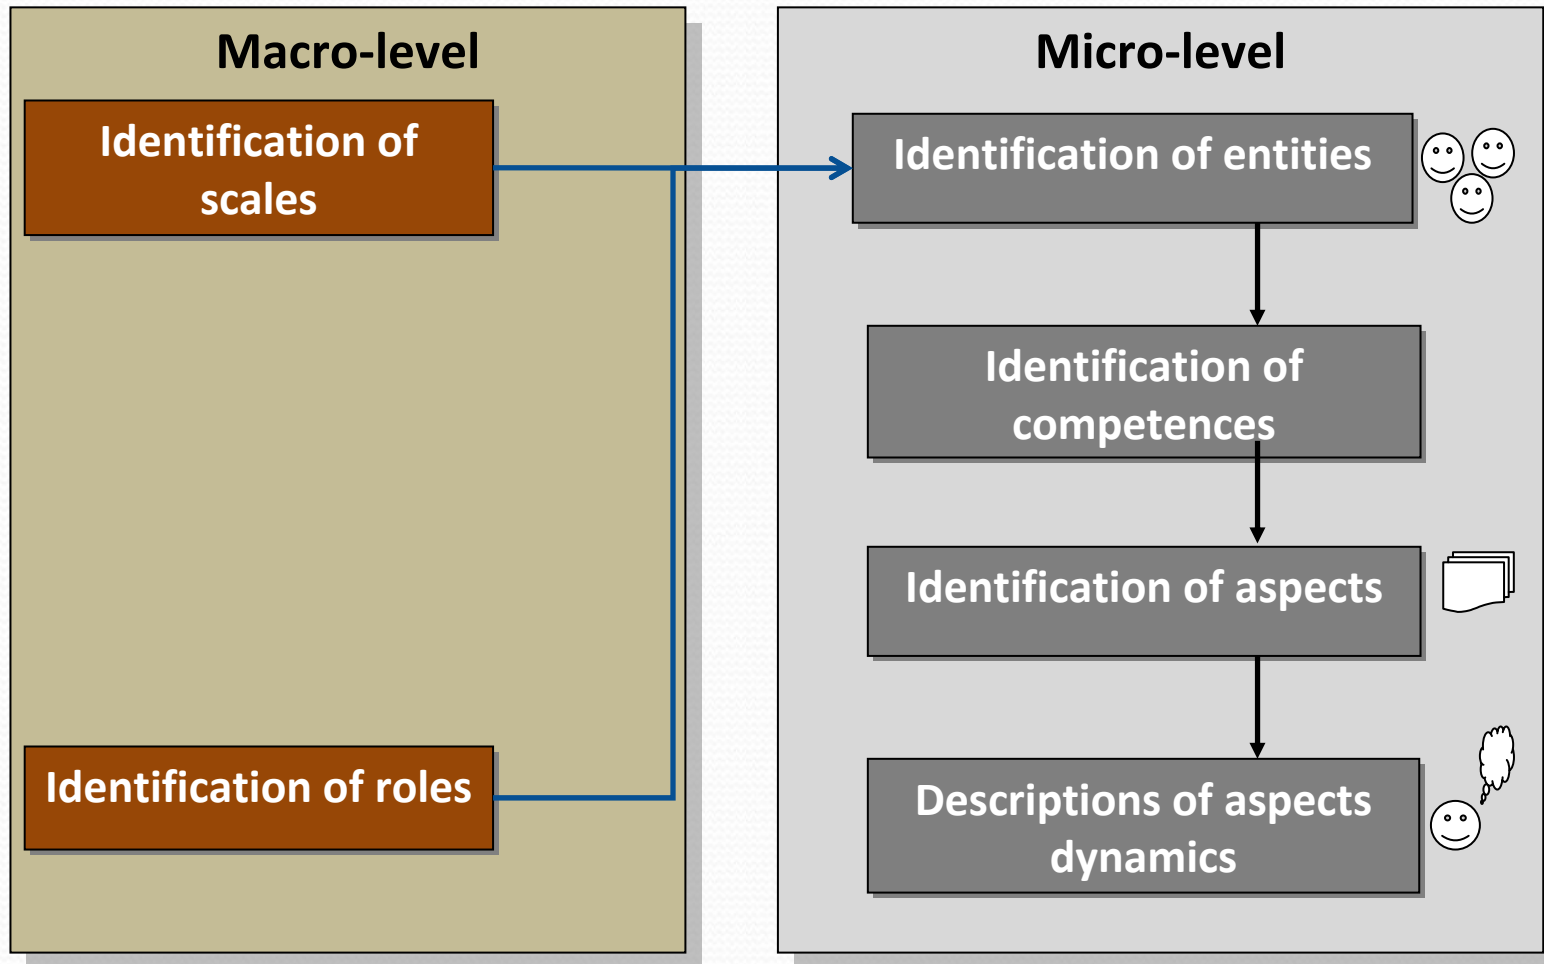 Macro-level
Identification of
scales
Identification of roles
Micro-level
Identification of entities
Identification of
competences
Identification of aspects
Descriptions of aspects
dynamics